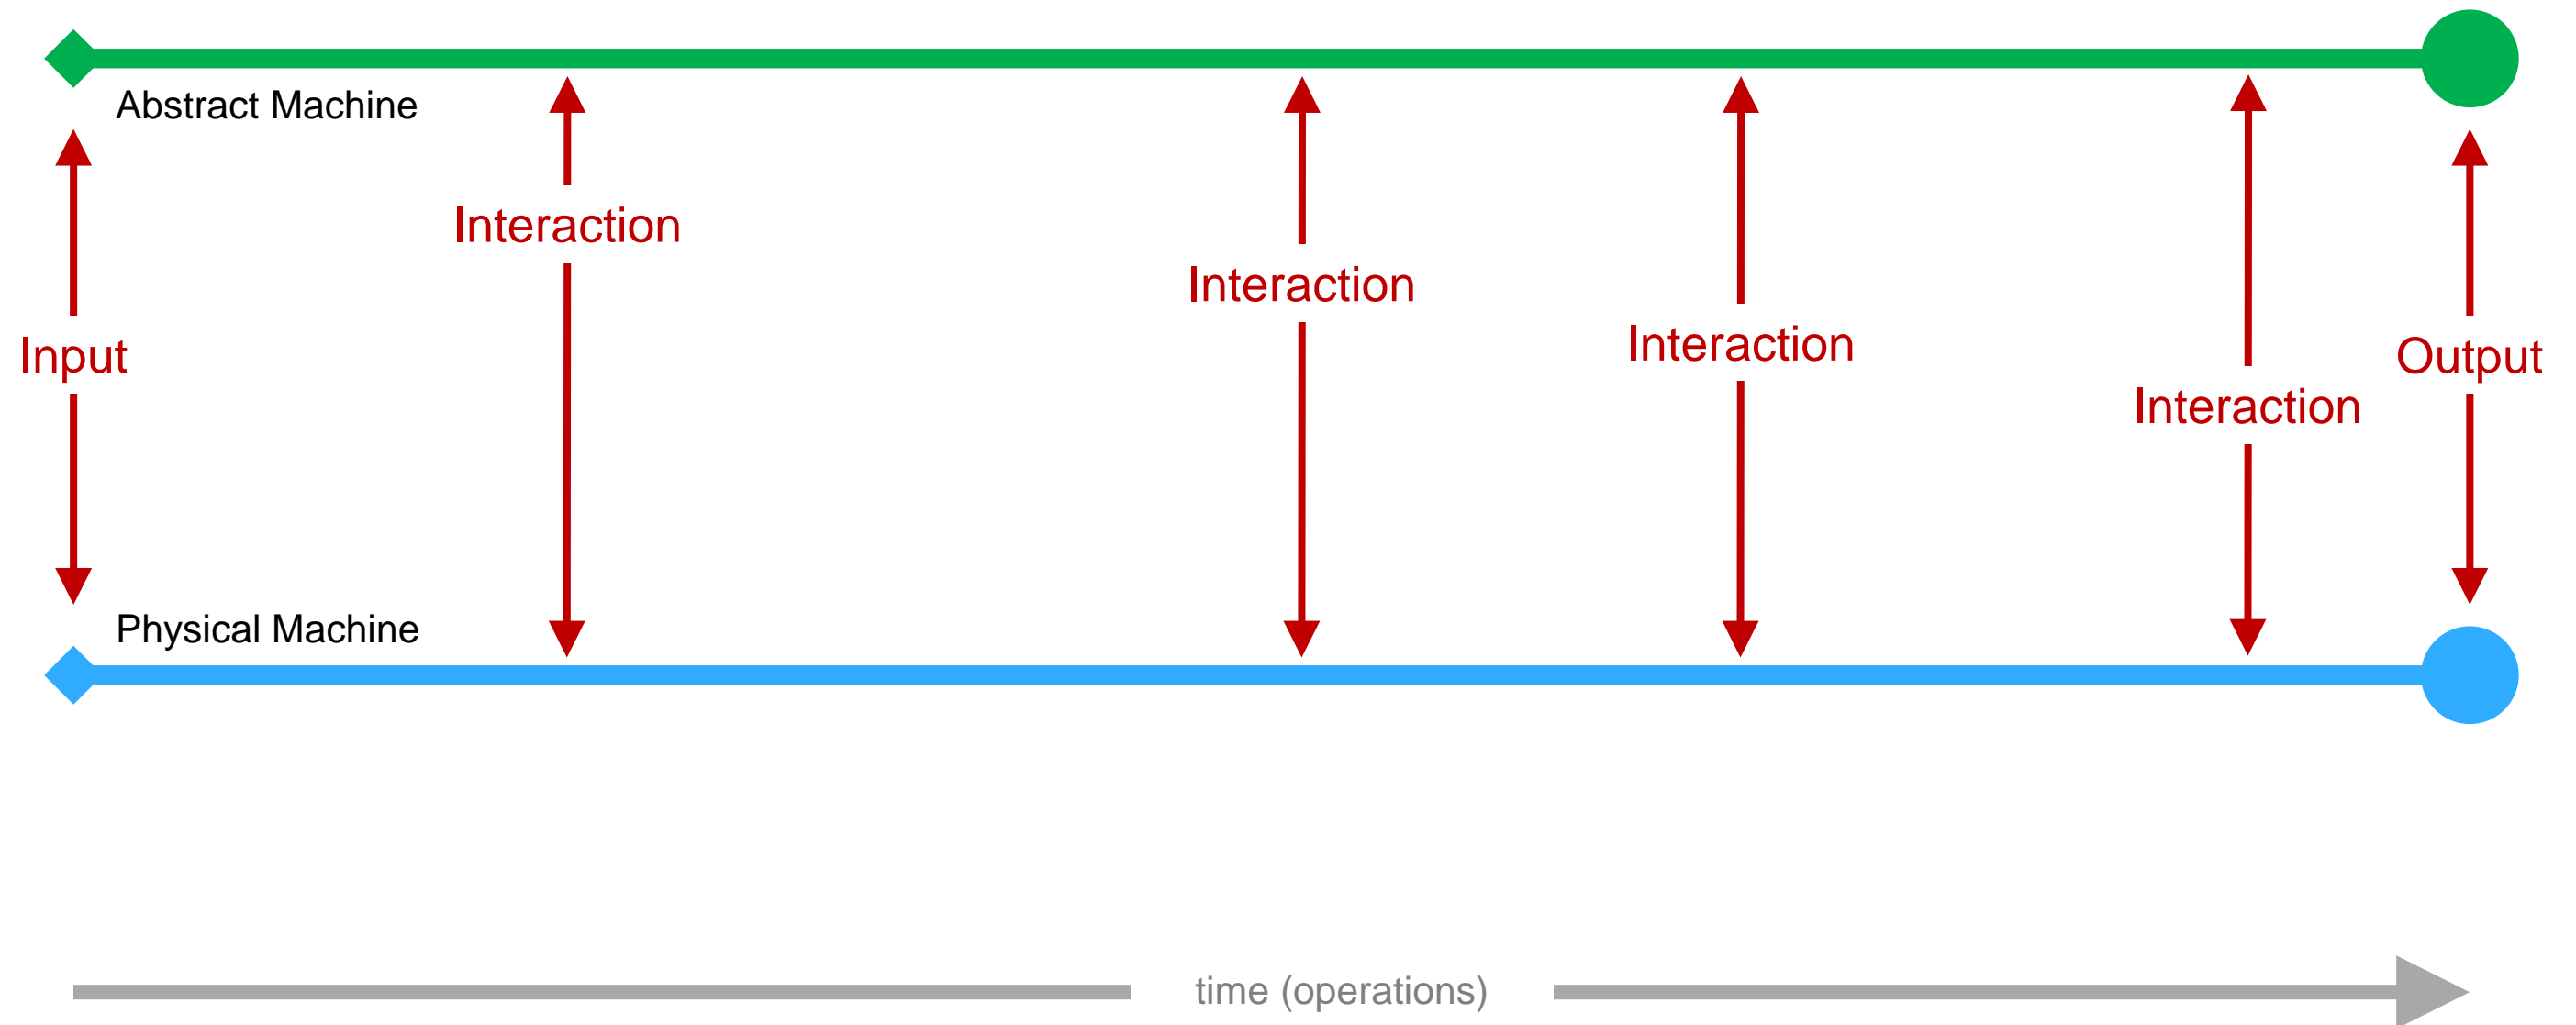 Abstract Machine
Interaction
Interaction
Interaction
Input
Output
Interaction
Physical Machine
time (operations)